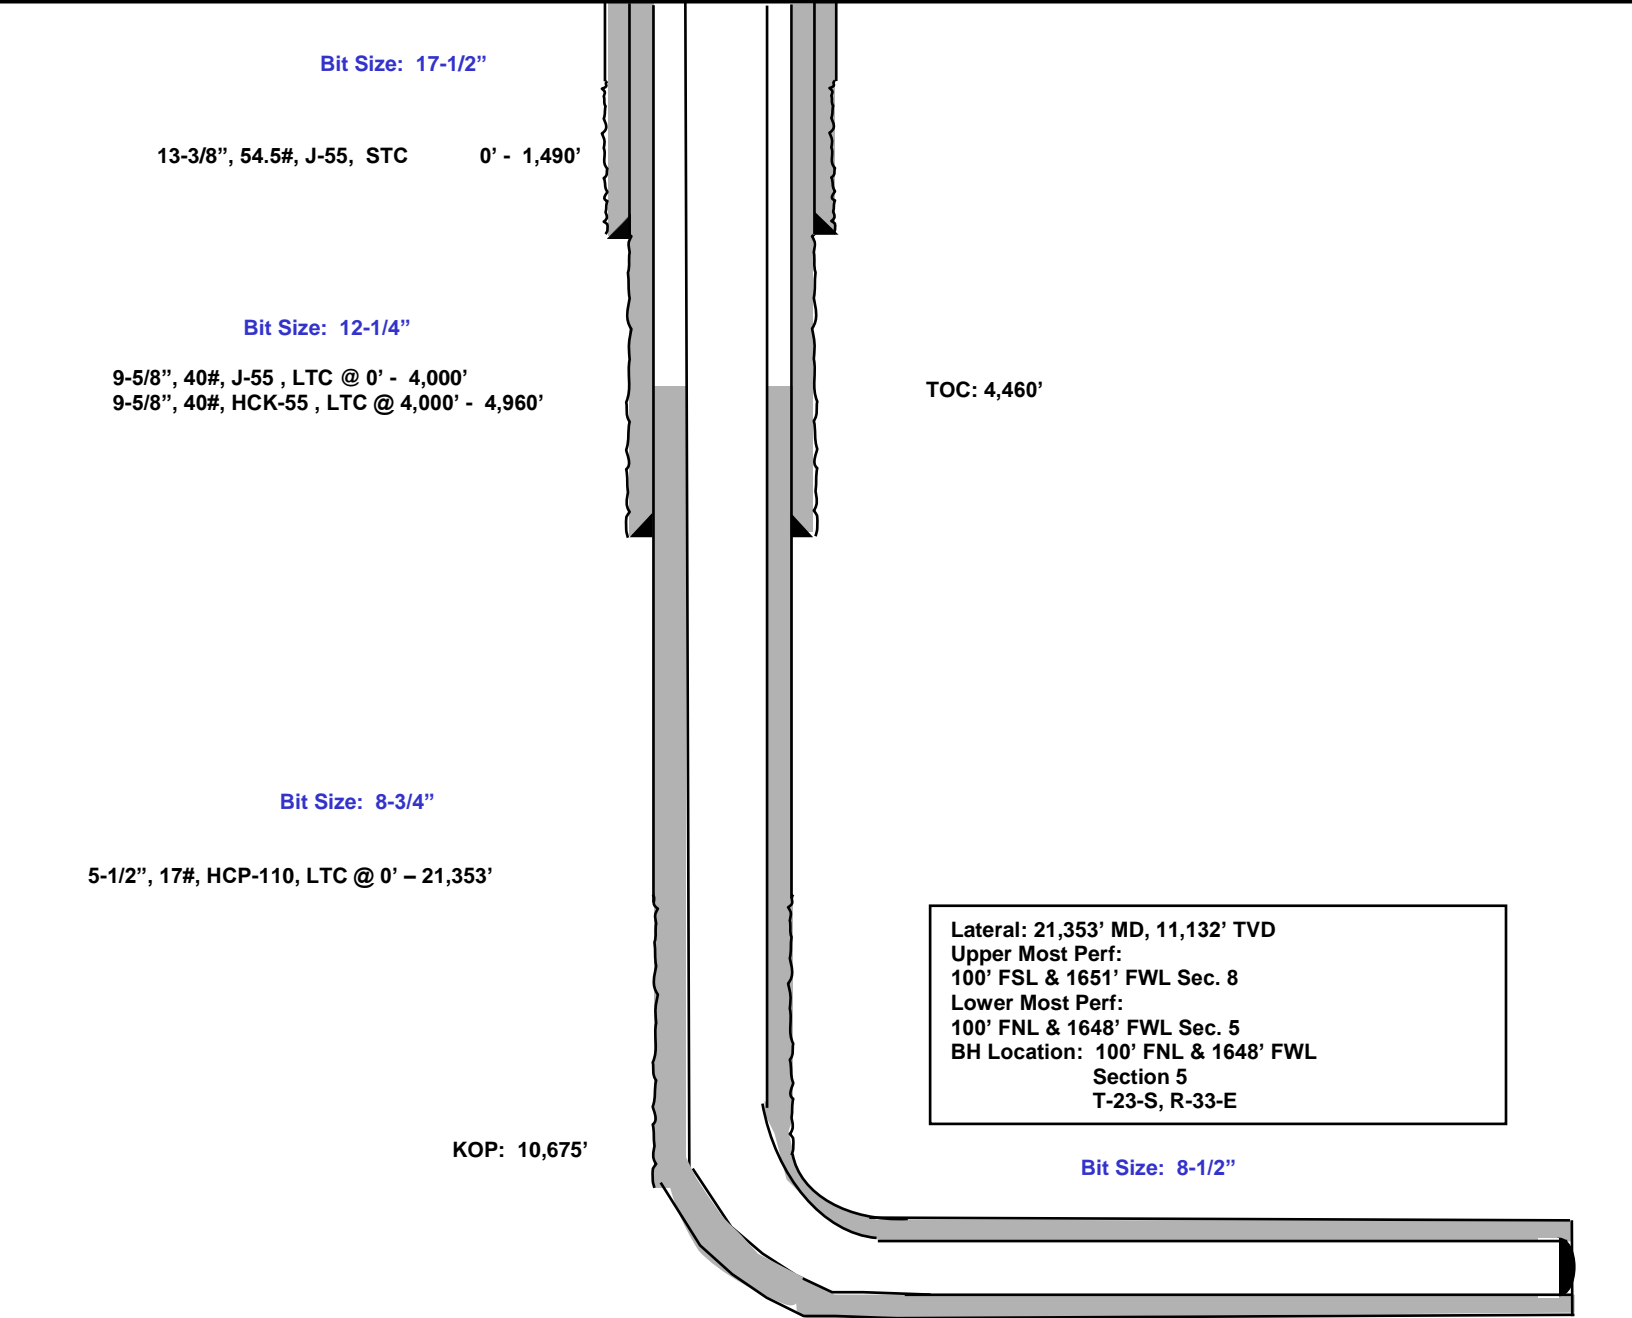 Bit Size: 17-1/2”
13-3/8”, 54.5#, J-55, STC 0’ - 1,490’
Bit Size: 12-1/4”
9-5/8”, 40#, J-55 , LTC @ 0’ - 4,000’
9-5/8”, 40#, HCK-55 , LTC @ 4,000’ - 4,960’
TOC: 4,460’
Bit Size: 8-3/4”
5-1/2”, 17#, HCP-110, LTC @ 0’ – 21,353’
Lateral: 21,353’ MD, 11,132’ TVD
Upper Most Perf:
100’ FSL & 1651’ FWL Sec. 8
Lower Most Perf:
100’ FNL & 1648’ FWL Sec. 5
BH Location: 100’ FNL & 1648’ FWL
Section 5
T-23-S, R-33-E
KOP: 10,675’
Bit Size: 8-1/2”